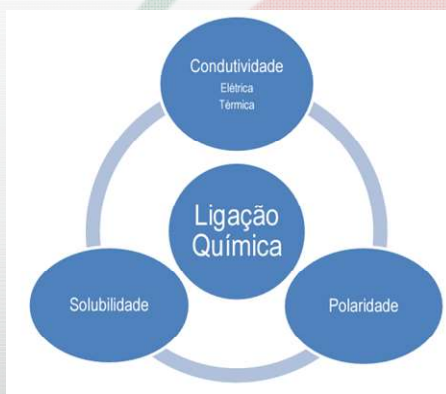 Condutividade
Elétrica
Térmica
Ligação
Química
Solubilidade
Polaridade